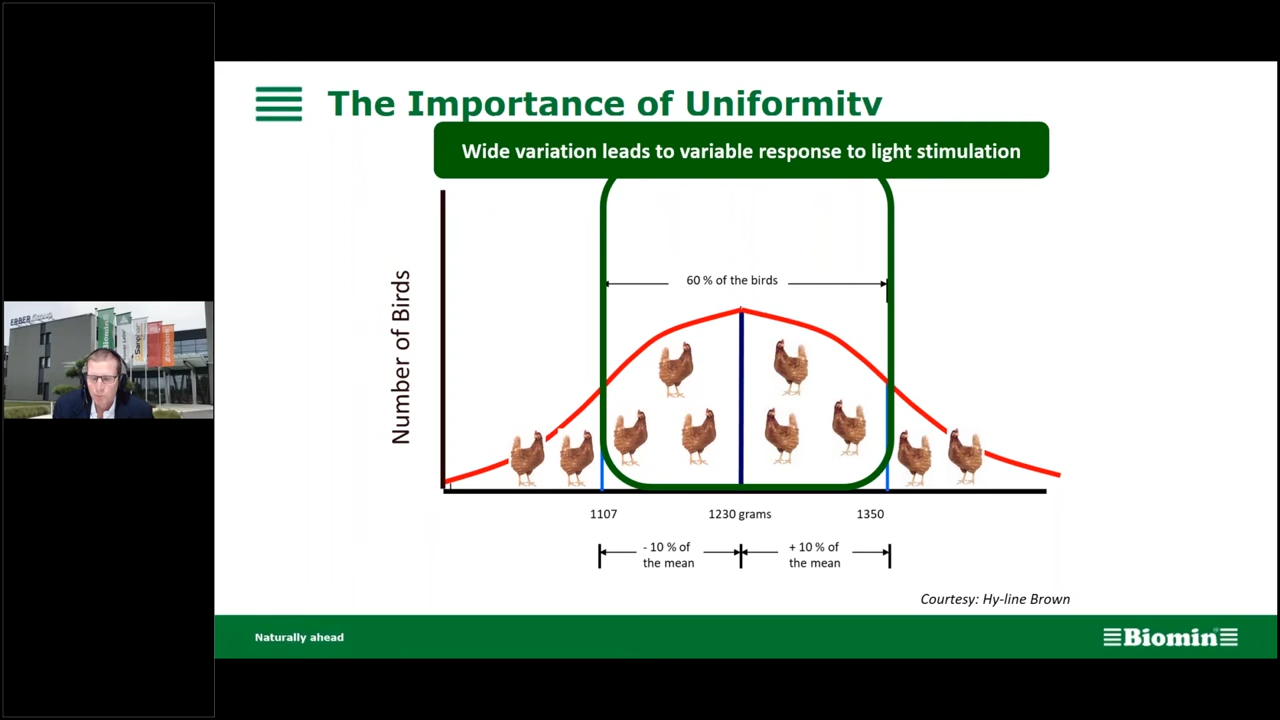 The Importance of Uniformity
Wide variation leads to variable response to light stimulation
Number of Birds
60 % of the birds
1107
1230 grams
1350
- 10 % of
the mean
+ 10 % of
the mean
Courtesy: Hy-line Brown
Naturally ahead
Biomin
ERBER
Biomin